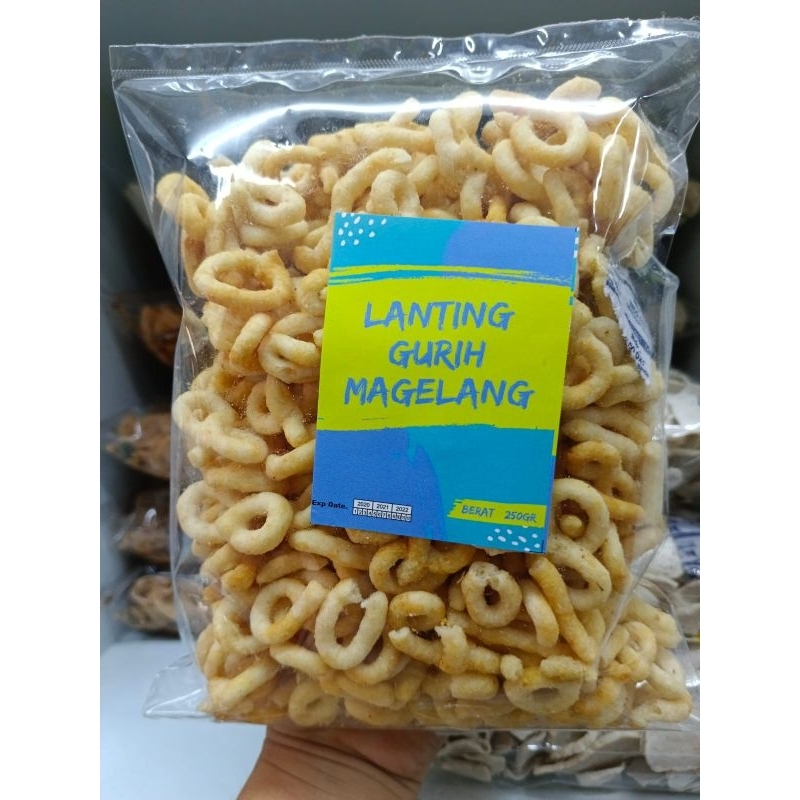 LANTING
GURIH
MAGELANG
Exp Date. 2020 2021 2022
BERAT 250GR